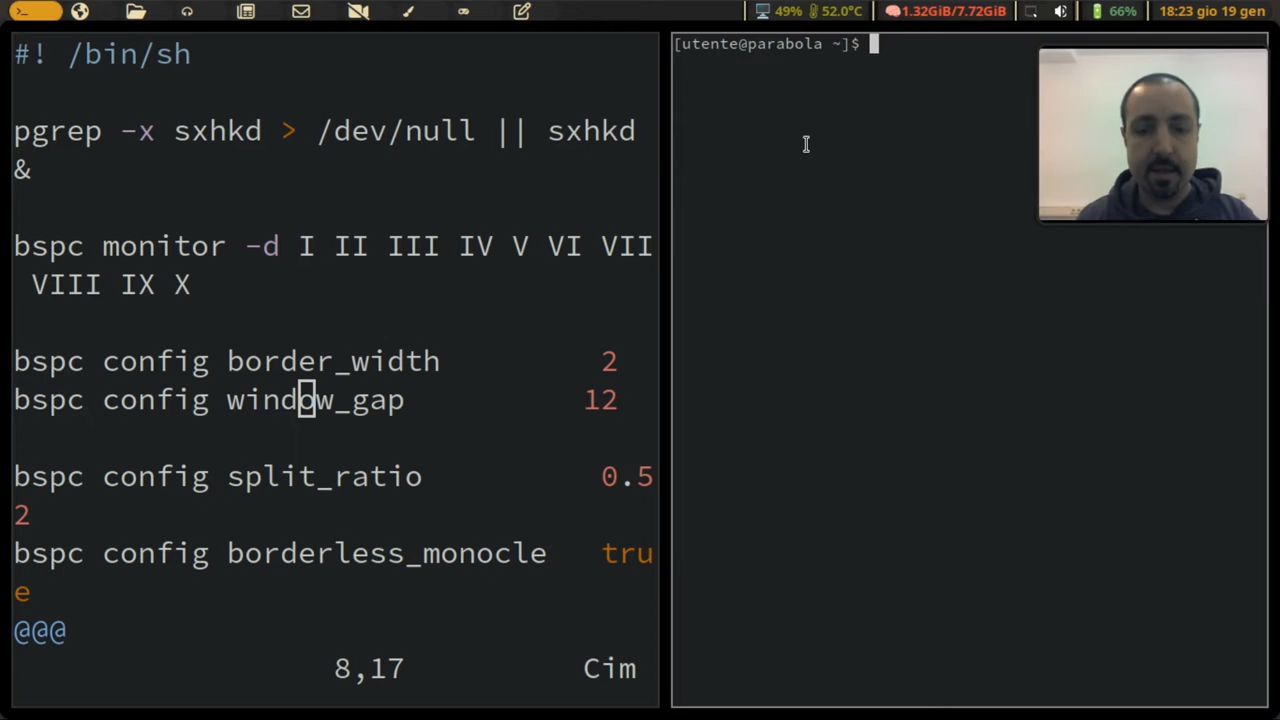 49% 52.0°C 1.32GiB/7.72GiB 66% 18:23 gio 19 gen
#! /bin/sh
pgrep -x sxhkd > /dev/null || sxhkd
&
bspc monitor -d I II III IV V VI VII
VIII IX X
bspc config border_width 2
bspc config window_gap 12
bspc config split_ratio 0.5
2
bspc config borderless_monocle tru
e
@@@
8,17 Cim
[utente@parabola ~]$